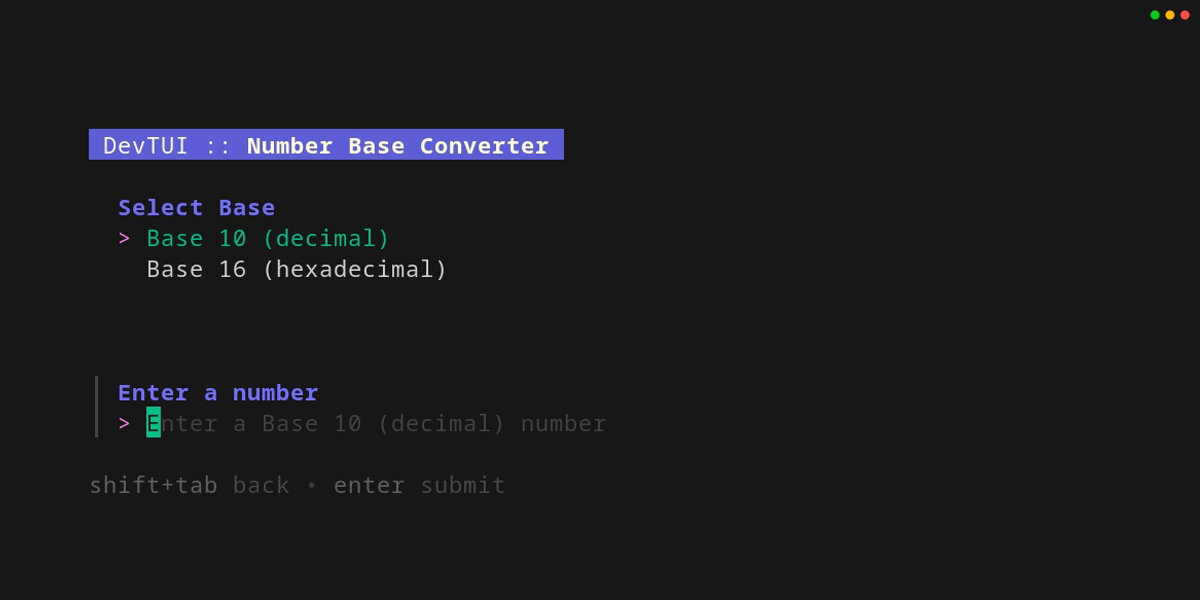 DevTUI :: Number Base Converter
Select Base
> Base 10 (decimal)
Base 16 (hexadecimal)
Enter a number
> Enter a Base 10 (decimal) number
shift+tab back • enter submit